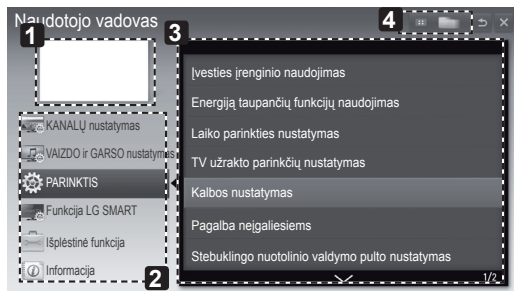 Naudotojo vadovas
1
3
4
KANALŲ nustatymas
VAIZDO ir GARSO nustatymas
PARINKTIS
Funkcija LG SMART
Išplėstinė funkcija
Informacija
2
Įvesties įrenginio naudojimas
Energiją taupančių funkcijų naudojimas
Laiko parinkties nustatymas
TV užrakto parinkčių nustatymas
Kalbos nustatymas
Pagalba neįgaliesiems
Stebuklingo nuotolinio valdymo pulto nustatymas
1/2